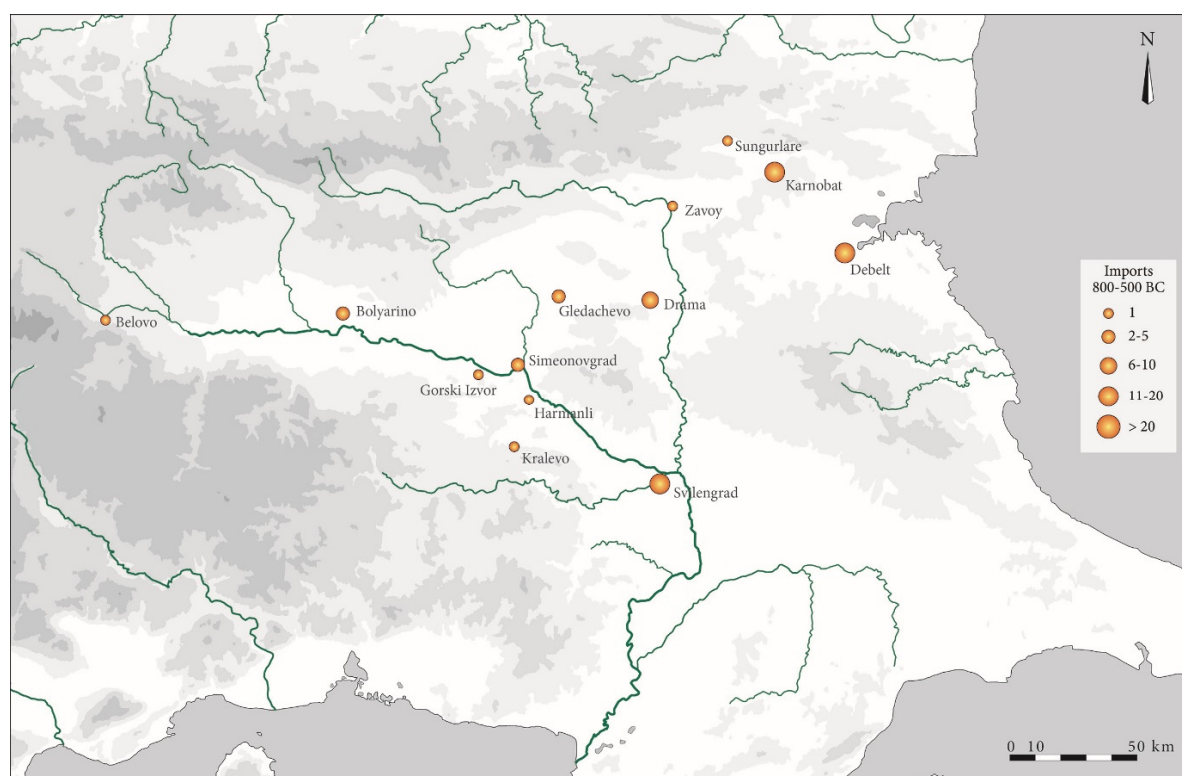 N
Sungurlare
Karnobat
Zavoy
Debelt
Imports
800-500 BC
1
2-5
6-10
11-20
> 20
Gledachevo
Drama
Bolyarino
Belovo
Simeonovgrad
Gorski Izvor
Harmanli
Kralevo
Svilengrad
0 10 50 km